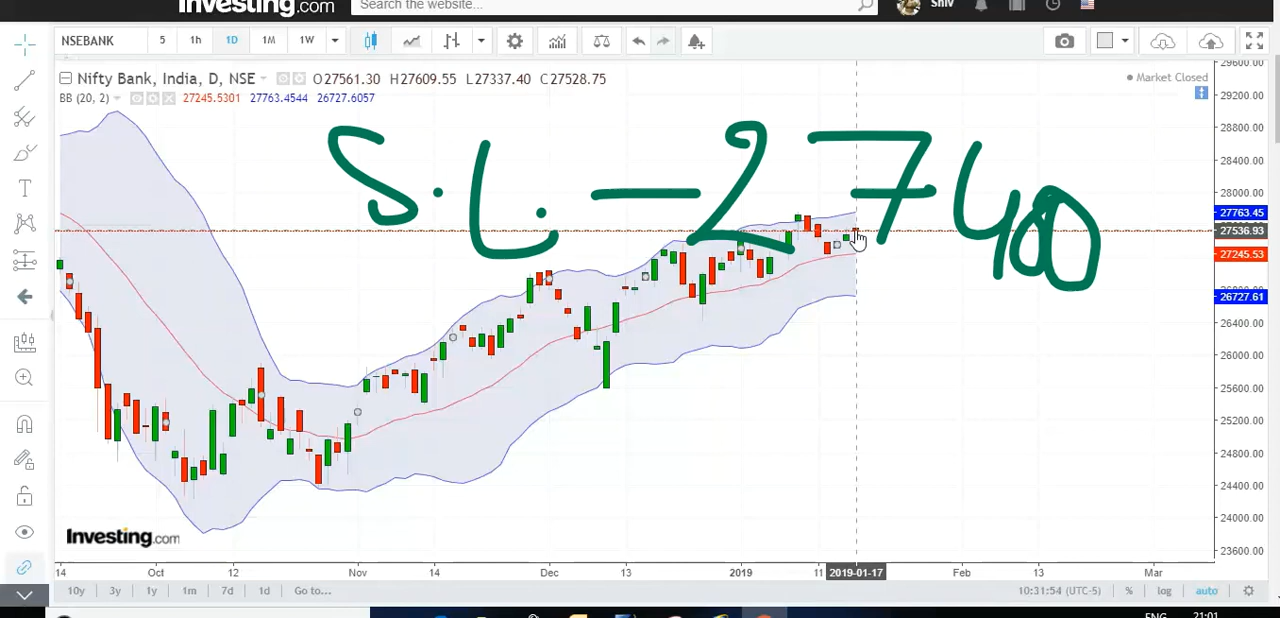 Investing.com
Search the website...
Shiv
NSEBANK
5 1h 1D 1M 1W
Nifty Bank, India, D, NSE O27561.30 H27609.55 L27337.40 C27528.75
Market Closed
BB (20, 2) 27245.5301 27763.4544 26727.6057
S.L. - 27400
29600.00
29200.00
28800.00
28400.00
28000.00
27763.45
27536.93
27245.53
26727.61
26400.00
26000.00
25600.00
25200.00
24800.00
24400.00
24000.00
23600.00
Investing.com
14 Oct 12 Nov 14 Dec 13 2019 11 2019-01-17 Feb 13 Mar
10y 3y 1y 1m 7d 1d Go to... 10:31:54 (UTC-5) % log auto
ENG 21:01